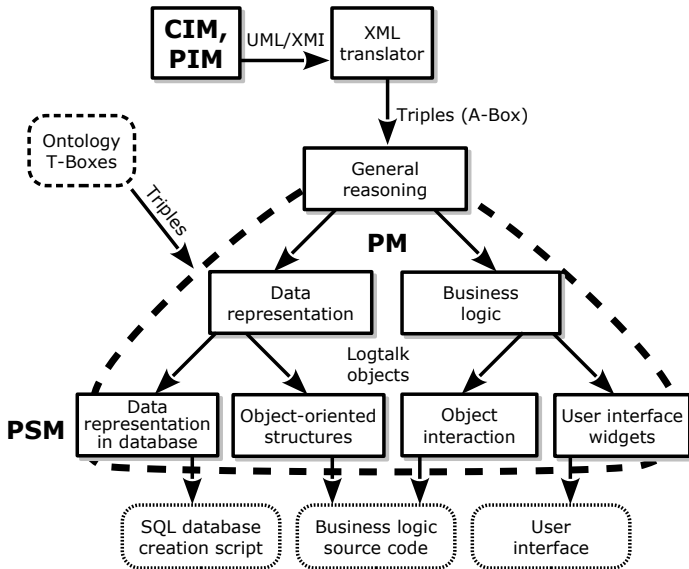 CIM,
PIM
UML/XMI
XML
translator
Triples (A-Box)
Ontology
T-Boxes
General
reasoning
Triples
PM
Data
representation
Business
logic
Logtalk
objects
PSM
Data
representation
in database
Object-oriented
structures
Object
interaction
User interface
widgets
SQL database
creation script
Business logic
source code
User
interface